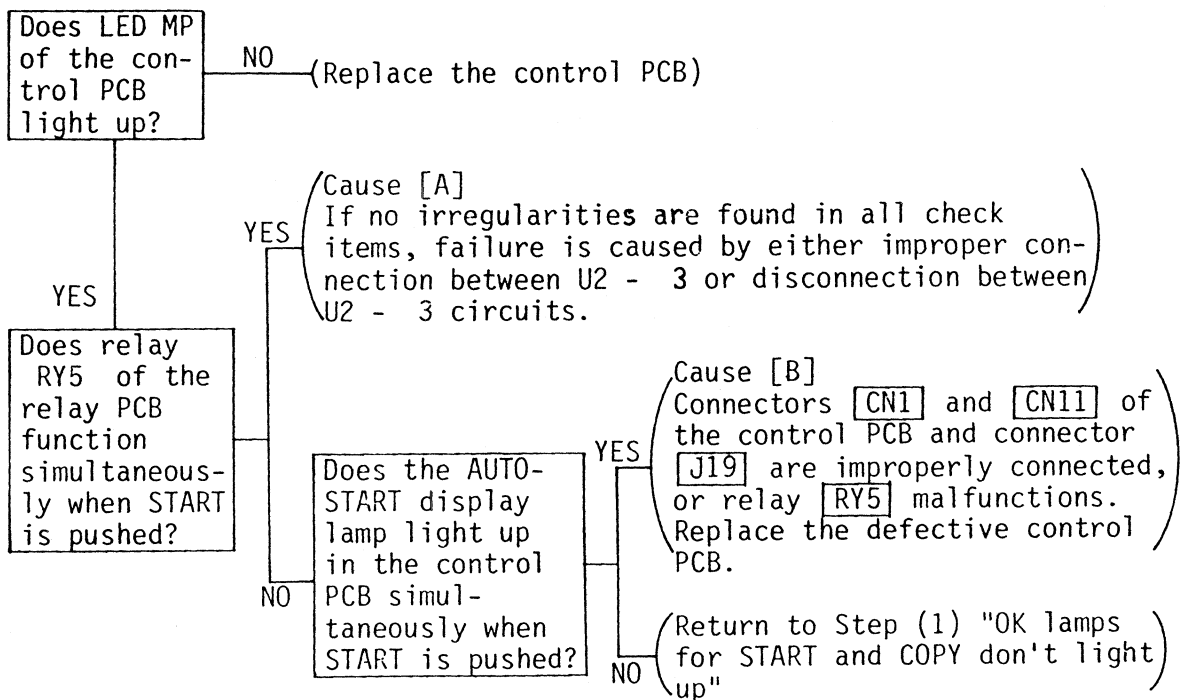 Does LED MP
of the con-
trol PCB
light up?
NO
(Replace the control PCB)
YES
Does relay
RY5 of the
relay PCB
function
simultaneous-
ly when START
is pushed?
YES
Cause [A]
If no irregularities are found in all check
items, failure is caused by either improper con-
nection between U2 - 3 or disconnection between
U2 - 3 circuits.
NO
Does the AUTO-
START display
lamp light up
in the control
PCB simul-
taneously when
START is pushed?
YES
Cause [B]
Connectors CN1 and CN11 of
the control PCB and connector
J19 are improperly connected,
or relay RY5 malfunctions.
Replace the defective control
PCB.
NO
(Return to Step (1) "OK lamps
for START and COPY don't light
up")